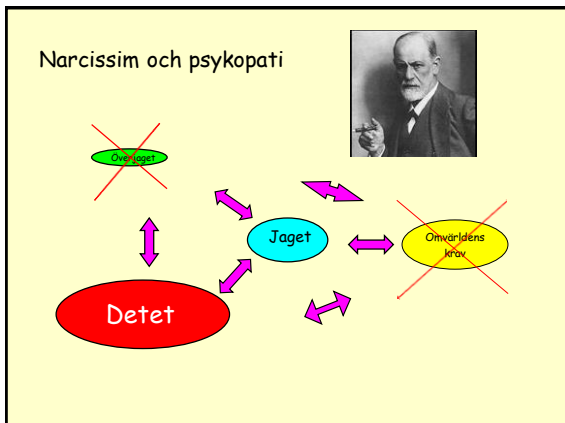 Narcissim och psykopati
Överjaget
Jaget
Omvärldens
krav
Detet